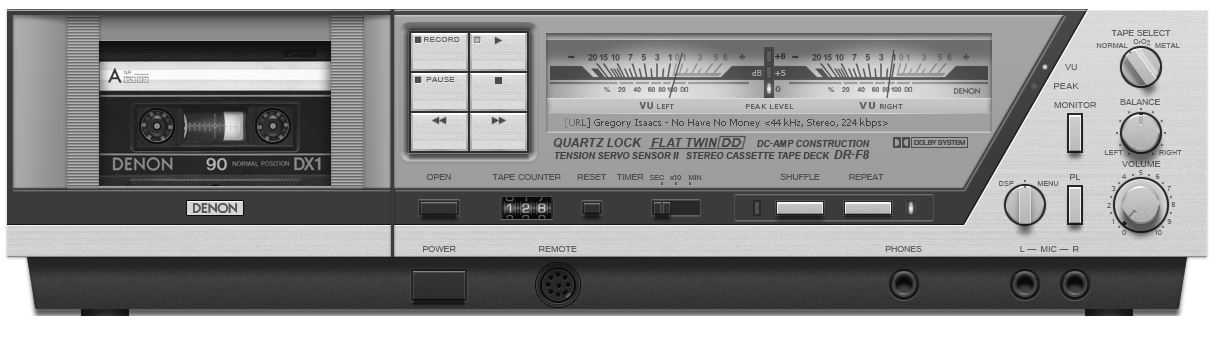 A
NR
ON OFF
DENON 90 NORMAL POSITION DX1
DENON
RECORD
PAUSE
20 15 10 7 5 3 1 0 1 3 5 6 +
% 20 40 60 80 100
VU LEFT
+8
dB +5
0
PEAK LEVEL
- 20 15 10 7 5 3 1 0 1 3 5 6 +
% 20 40 60 80 100
VU RIGHT
DENON
[URL] Gregory Isaacs - No Have No Money <44 kHz, Stereo, 224 kbps>
QUARTZ LOCK FLAT TWIN DD DC-AMP CONSTRUCTION DOLBY SYSTEM
TENSION SERVO SENSOR II STEREO CASSETTE TAPE DECK DR-F8
OPEN TAPE COUNTER RESET TIMER SEC x10 MIN SHUFFLE REPEAT
1 2 8
POWER REMOTE PHONES L — MIC — R
TAPE SELECT
NORMAL CrO2 METAL
VU
PEAK
MONITOR
BALANCE
LEFT RIGHT
VOLUME
PL
DSP MENU
0 1 2 3 4 5 6 7 8 9 10